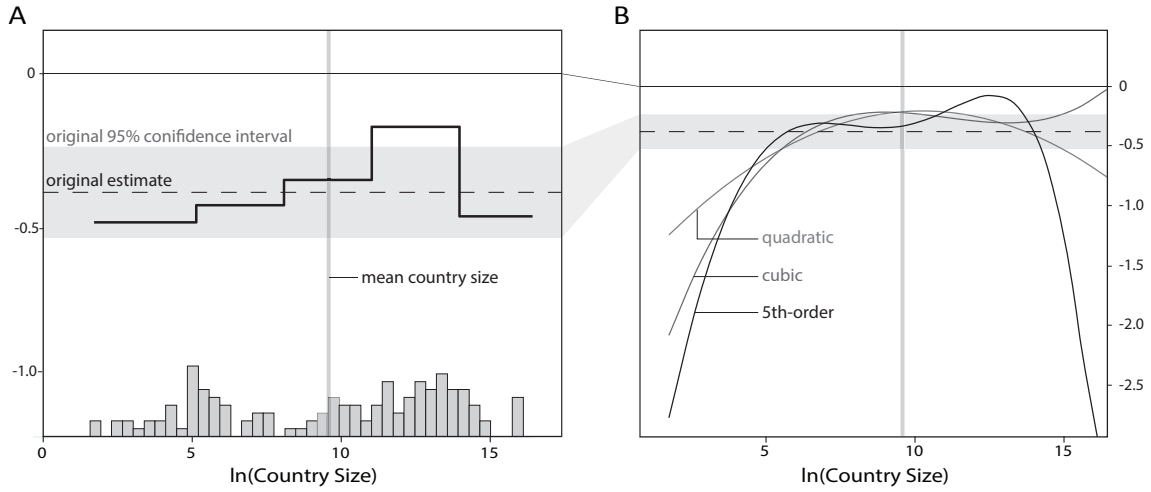 A
0
original 95% conifidence interval
original estimate
-0.5
mean country size
-1.0
0 5 10 15
ln(Country Size)
B
0
-0.5
-1.0
quadratic
-1.5
cubic
5th-order
-2.0
-2.5
5 10 15
ln(Country Size)